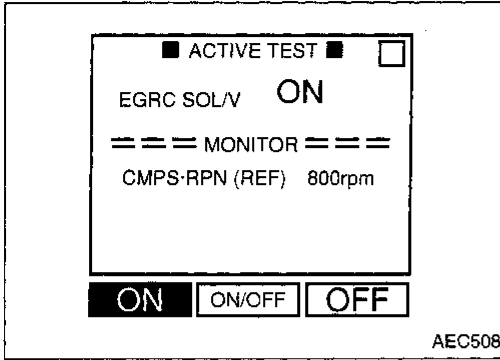 ■ ACTIVE TEST ■
EGRC SOL/V ON
=== MONITOR ===
CMPS·RPN (REF) 800rpm
ON ON/OFF OFF
AEC508